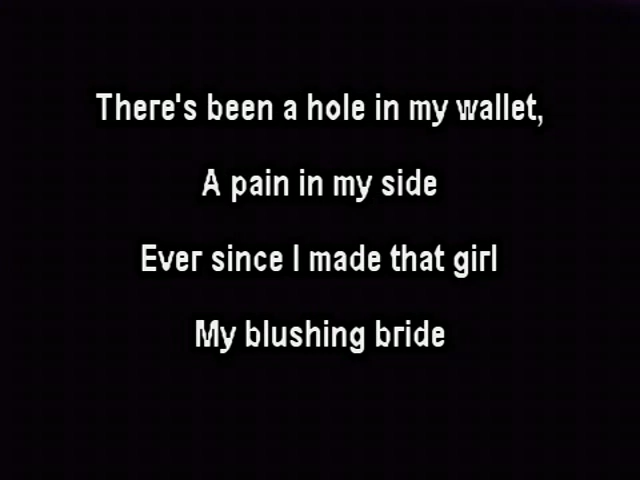 There's been a hole in my wallet,
A pain in my side
Ever since I made that girl
My blushing bride